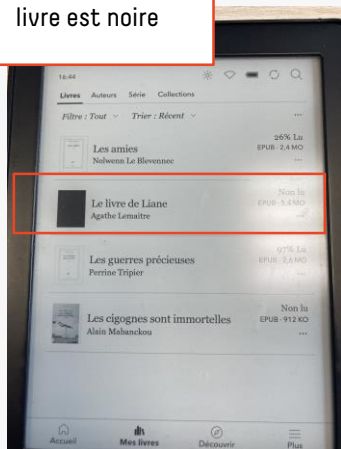 livre est noire
16:44
Livres Auteurs Série Collections
Filtre : Tout Trier : Récent
Les amies
Nolwenn Le Blevennec
26% Lu
EPUB · 2,4 MO
Le livre de Liane
Agathe Lemaitre
Non lu
EPUB · 5,4 MO
Les guerres précieuses
Perrine Tripier
97% Lu
EPUB · 2,6 MO
Les cigognes sont immortelles
Alain Mabanckou
Non lu
EPUB · 912 KO
Accueil Mes livres Découvrir Plus